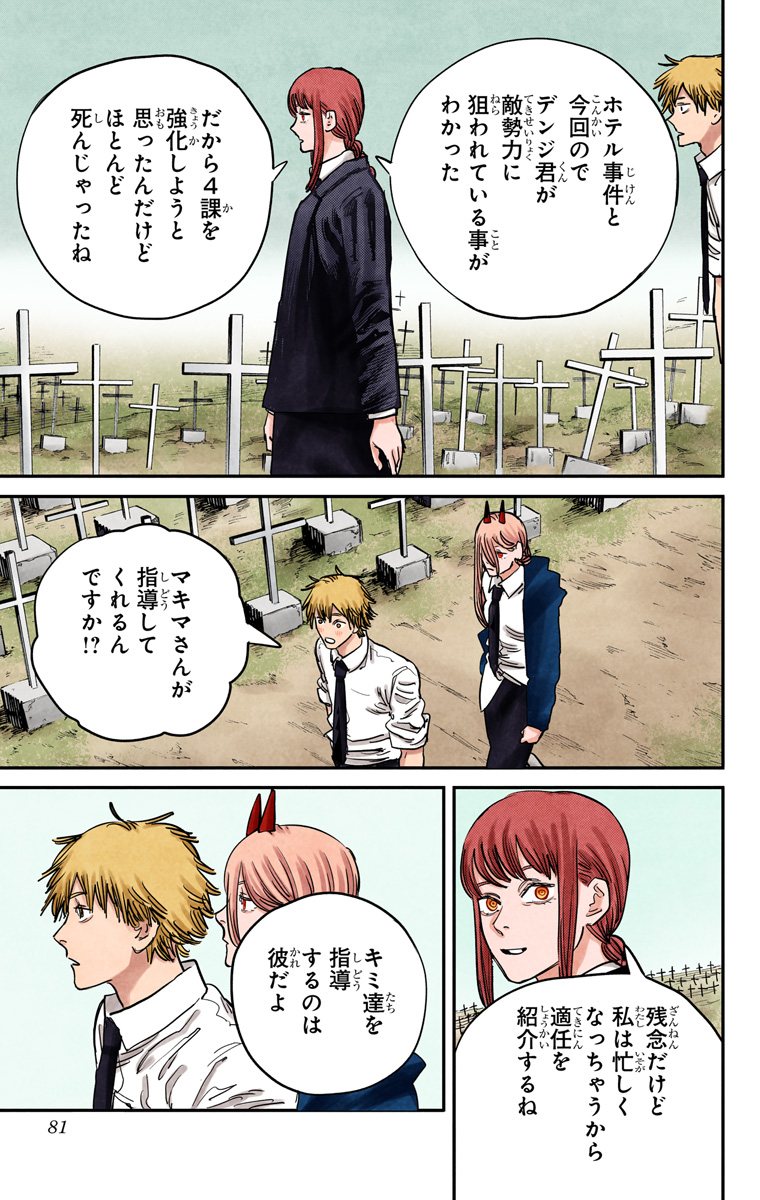 ホテル事件と
今回ので
デンジ君が
敵勢力に
狙われている事が
わかった
だから４課を
強化しようと
思ったんだけど
ほとんど
死んじゃったね
マキマさんが
指導して
くれるん
ですか!?
残念だけど
私は忙しく
なっちゃうから
適任を
紹介するね
キミ達を
指導
するのは
彼だよ
81